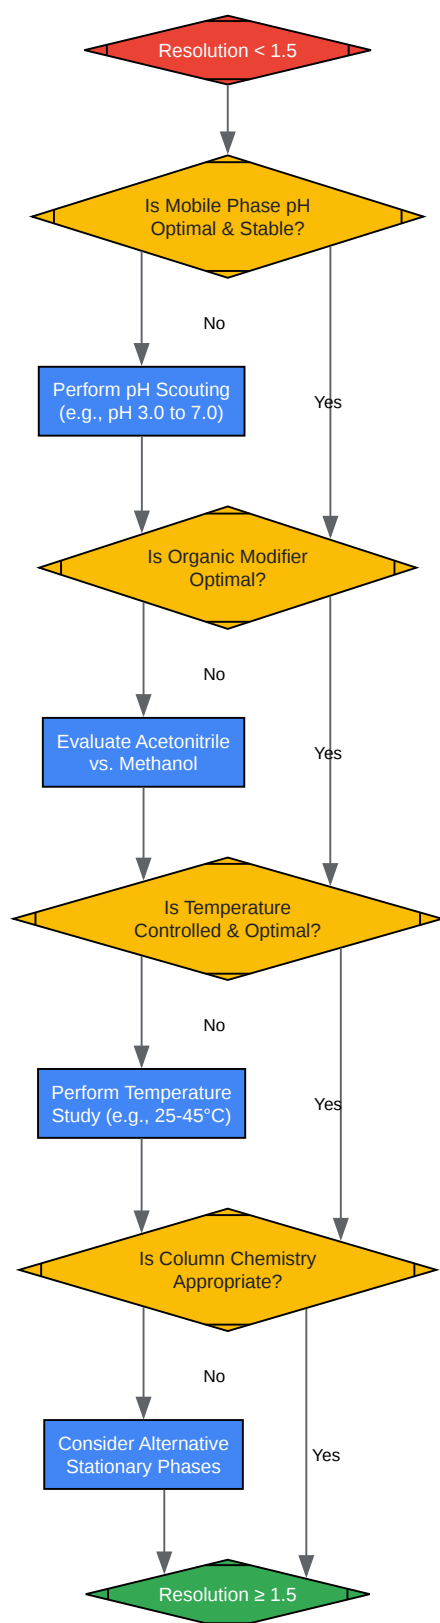 Resolution < 1.5
Is Mobile Phase pH
Optimal & Stable?
No
Perform pH Scouting
(e.g., pH 3.0 to 7.0)
Yes
Is Organic Modifier
Optimal?
No
Evaluate Acetonitrile
vs. Methanol
Yes
Is Temperature
Controlled & Optimal?
No
Perform Temperature
Study (e.g., 25-45°C)
Yes
Is Column Chemistry
Appropriate?
No
Consider Alternative
Stationary Phases
Yes
Resolution ≥ 1.5